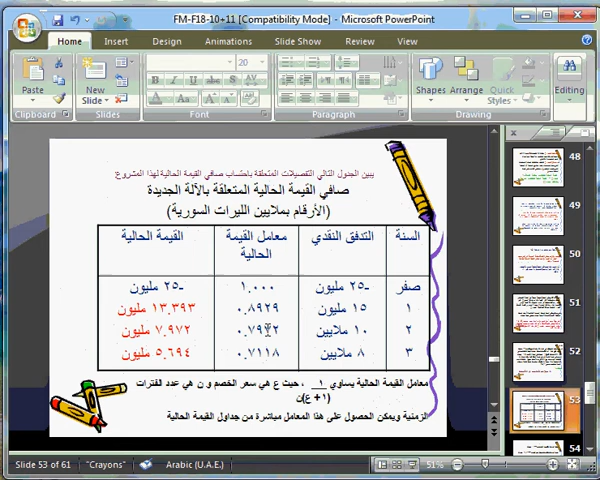 FM-F18-10+11 [Compatibility Mode] - Microsoft PowerPoint
Home Insert Design Animations Slide Show Review View
Paste
New
Slide
Shapes Arrange Quick
Styles
Editing
Clipboard Slides Font Paragraph Drawing
20
يبين الجدول التالي التفصيلات المتعلقة باحتساب صافي القيمة الحالية لهذا المشروع:
صافي القيمة الحالية المتعلقة بالآلة الجديدة
(الأرقام بملايين الليرات السورية)
السنة التدفق النقدي معامل القيمة الحالية القيمة الحالية
صفر -٢٥ مليون ١.٠٠٠ -٢٥ مليون
١ ١٥ مليون ٠.٨٩٢٩ ١٣.٣٩٣ مليون
٢ ١٠ ملايين ٠.٧٩٧٢ ٧.٩٧٢ مليون
٣ ٨ ملايين ٠.٧١١٨ ٥.٦٩٤ مليون
معامل القيمة الحالية يساوي ١ ، حيث ع هي سعر الخصم و ن هي عدد الفترات
(١+ ع)ن
الزمنية ويمكن الحصول على هذا المعامل مباشرة من جداول القيمة الحالية
48
49
50
51
52
53
54
Slide 53 of 61 "Crayons" Arabic (U.A.E.) 51%